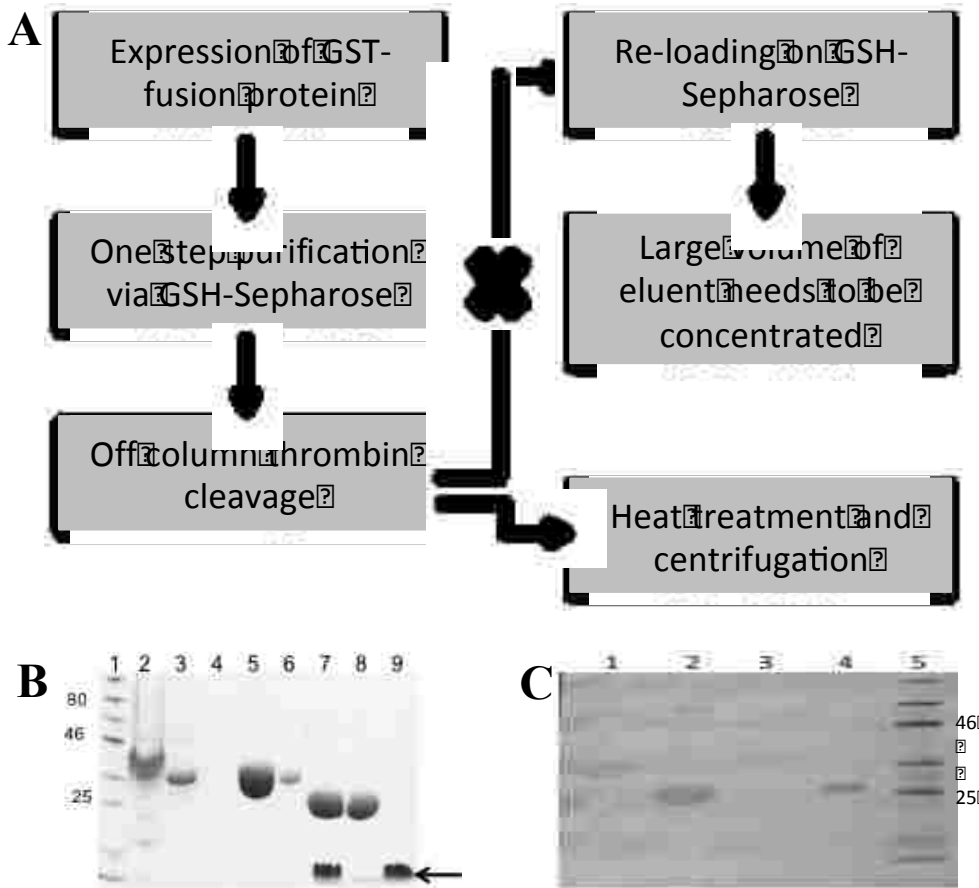 A
Expression of GST-
fusion protein
One step purification
via GSH-Sepharose
Off column thrombin
cleavage
Re-loading on GSH-
Sepharose
Large volume of
eluent needs to be
concentrated
Heat treatment and
centrifugation
B
1 2 3 4 5 6 7 8 9
80
46
25
C
1 2 3 4 5
46
25